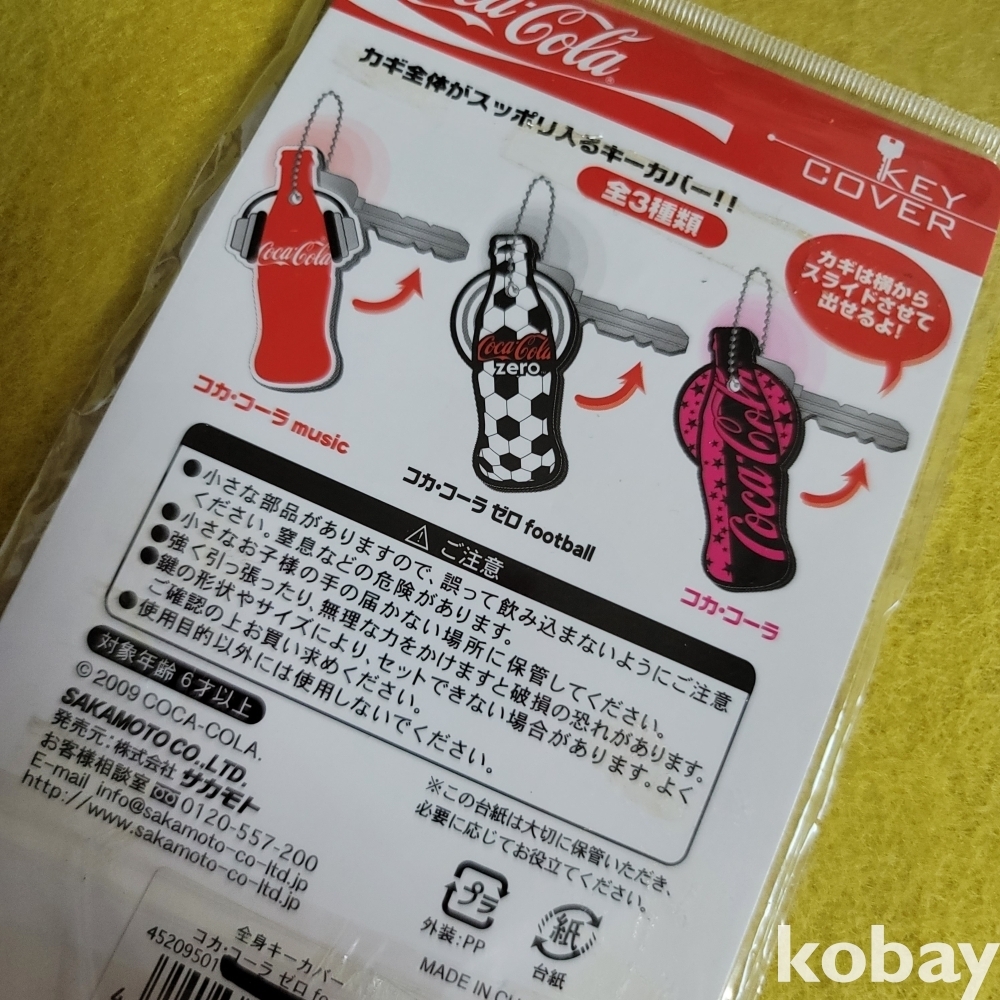 Coca-Cola
KEY
COVER
カギ全体がスッポリ入るキーカバー!!
全3種類
カギは横から
スライドさせて
出せるよ!
Coca-Cola
コカ・コーラ music
Coca-Cola
zero
コカ・コーラ ゼロ football
Coca-Cola
コカ・コーラ
ご注意
●小さな部品がありますので、誤って飲み込まないようにご注意
ください。窒息などの危険があります。
●小さなお子様の手の届かない場所に保管してください。
●強く引っ張ったり、無理な力をかけますと破損の恐れがあります。
●鍵の形状やサイズにより、セットできない場合があります。よく
ご確認の上お買い求めください。
●使用目的以外には使用しないでください。
対象年齢 6才以上
© 2009 COCA-COLA.
SAKAMOTO CO.,LTD.
発売元:株式会社 サカモト
お客様相談室 0120-557-200
E-mail info@sakamoto-co-ltd.jp
http://www.sakamoto-co-ltd.jp
※この台紙は大切に保管いただき、
必要に応じてお役立てください。
プラ
外装:PP
紙
台紙
MADE IN
全身キーカバー
45209501
コカ・コーラ ゼロ
kobay